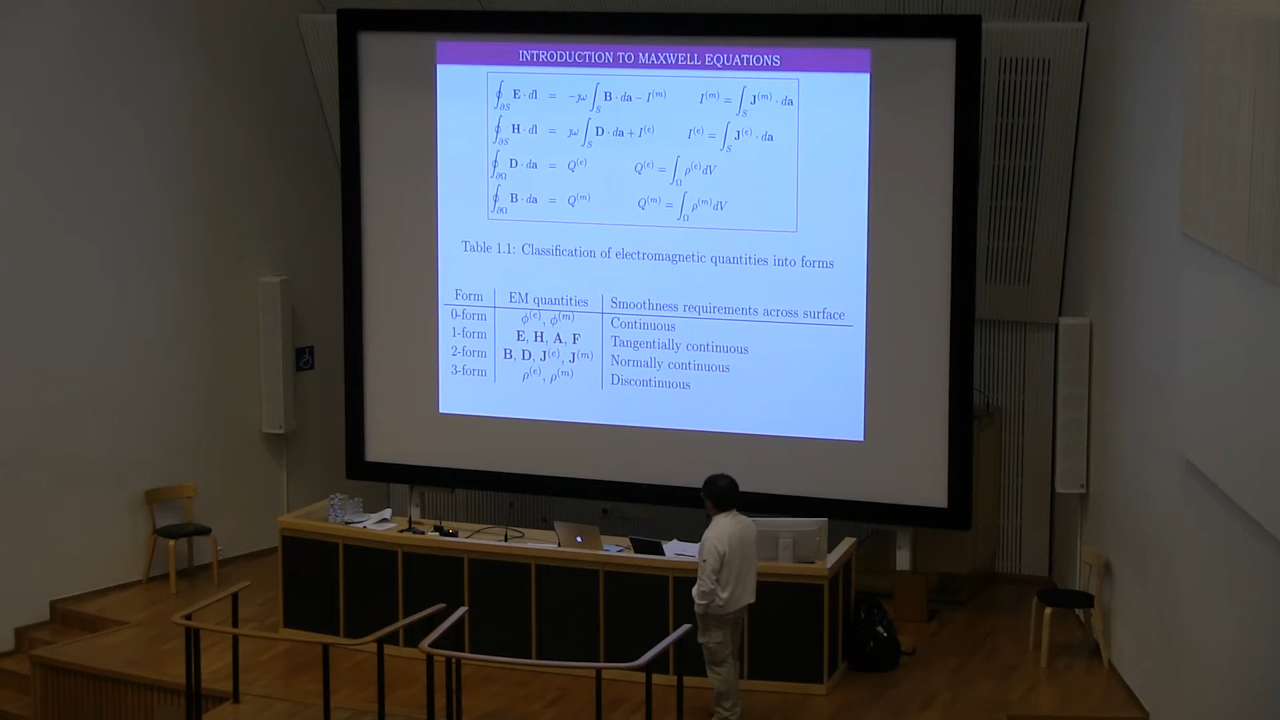 INTRODUCTION TO MAXWELL EQUATIONS
∮_∂S E · dl = −ȷω ∫_S B · da − I^(m)    I^(m) = ∫_S J^(m) · da
∮_∂S H · dl = ȷω ∫_S D · da + I^(e)    I^(e) = ∫_S J^(e) · da
∮_∂Ω D · da = Q^(e)    Q^(e) = ∫_Ω ρ^(e) dV
∮_∂Ω B · da = Q^(m)    Q^(m) = ∫_Ω ρ^(m) dV
Table 1.1: Classification of electromagnetic quantities into forms
Form EM quantities Smoothness requirements across surface
0-form ϕ^(e), ϕ^(m) Continuous
1-form E, H, A, F Tangentially continuous
2-form B, D, J^(e), J^(m) Normally continuous
3-form ρ^(e), ρ^(m) Discontinuous